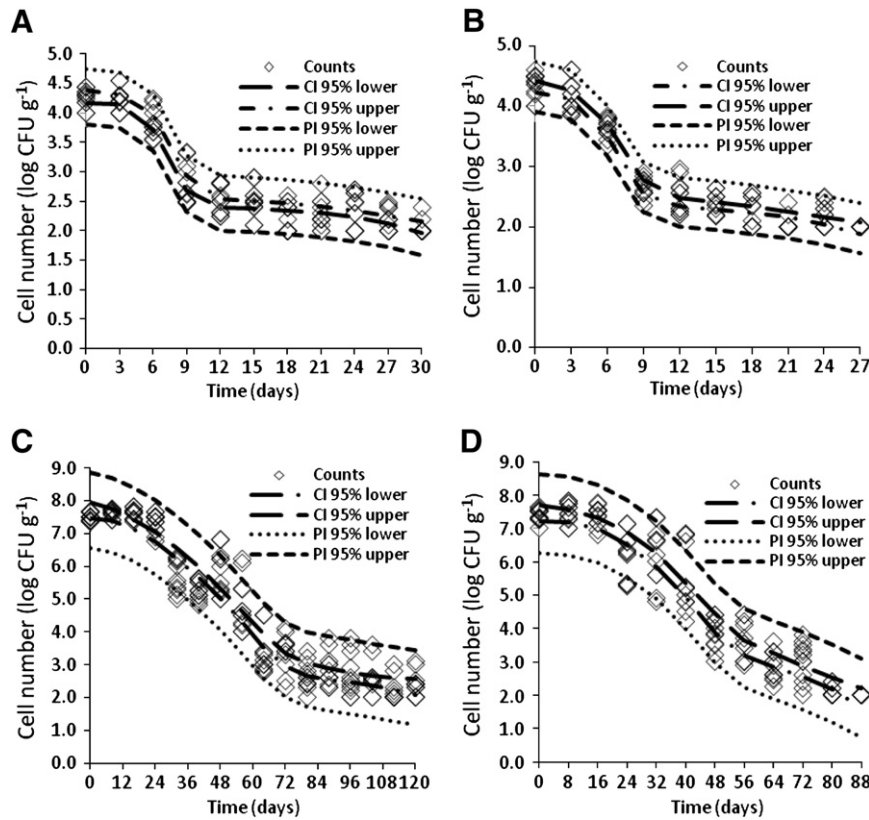 A
Cell number (log CFU g⁻¹)
5.0
4.5
4.0
3.5
3.0
2.5
2.0
1.5
1.0
0.5
0.0
Counts
CI 95% lower
CI 95% upper
PI 95% lower
PI 95% upper
0 3 6 9 12 15 18 21 24 27 30
Time (days)
B
Cell number (log CFU g⁻¹)
5.0
4.0
3.0
2.0
1.0
0.0
Counts
CI 95% lower
CI 95% upper
PI 95% lower
PI 95% upper
0 3 6 9 12 15 18 21 24 27
Time (days)
C
Cell number (log CFU g⁻¹)
9.0
8.0
7.0
6.0
5.0
4.0
3.0
2.0
1.0
0.0
Counts
CI 95% lower
CI 95% upper
PI 95% lower
PI 95% upper
0 12 24 36 48 60 72 84 96 108 120
Time (days)
D
Cell number (log CFU g⁻¹)
9.0
8.0
7.0
6.0
5.0
4.0
3.0
2.0
1.0
0.0
Counts
CI 95% lower
CI 95% upper
PI 95% lower
PI 95% upper
0 8 16 24 32 40 48 56 64 72 80 88
Time (days)